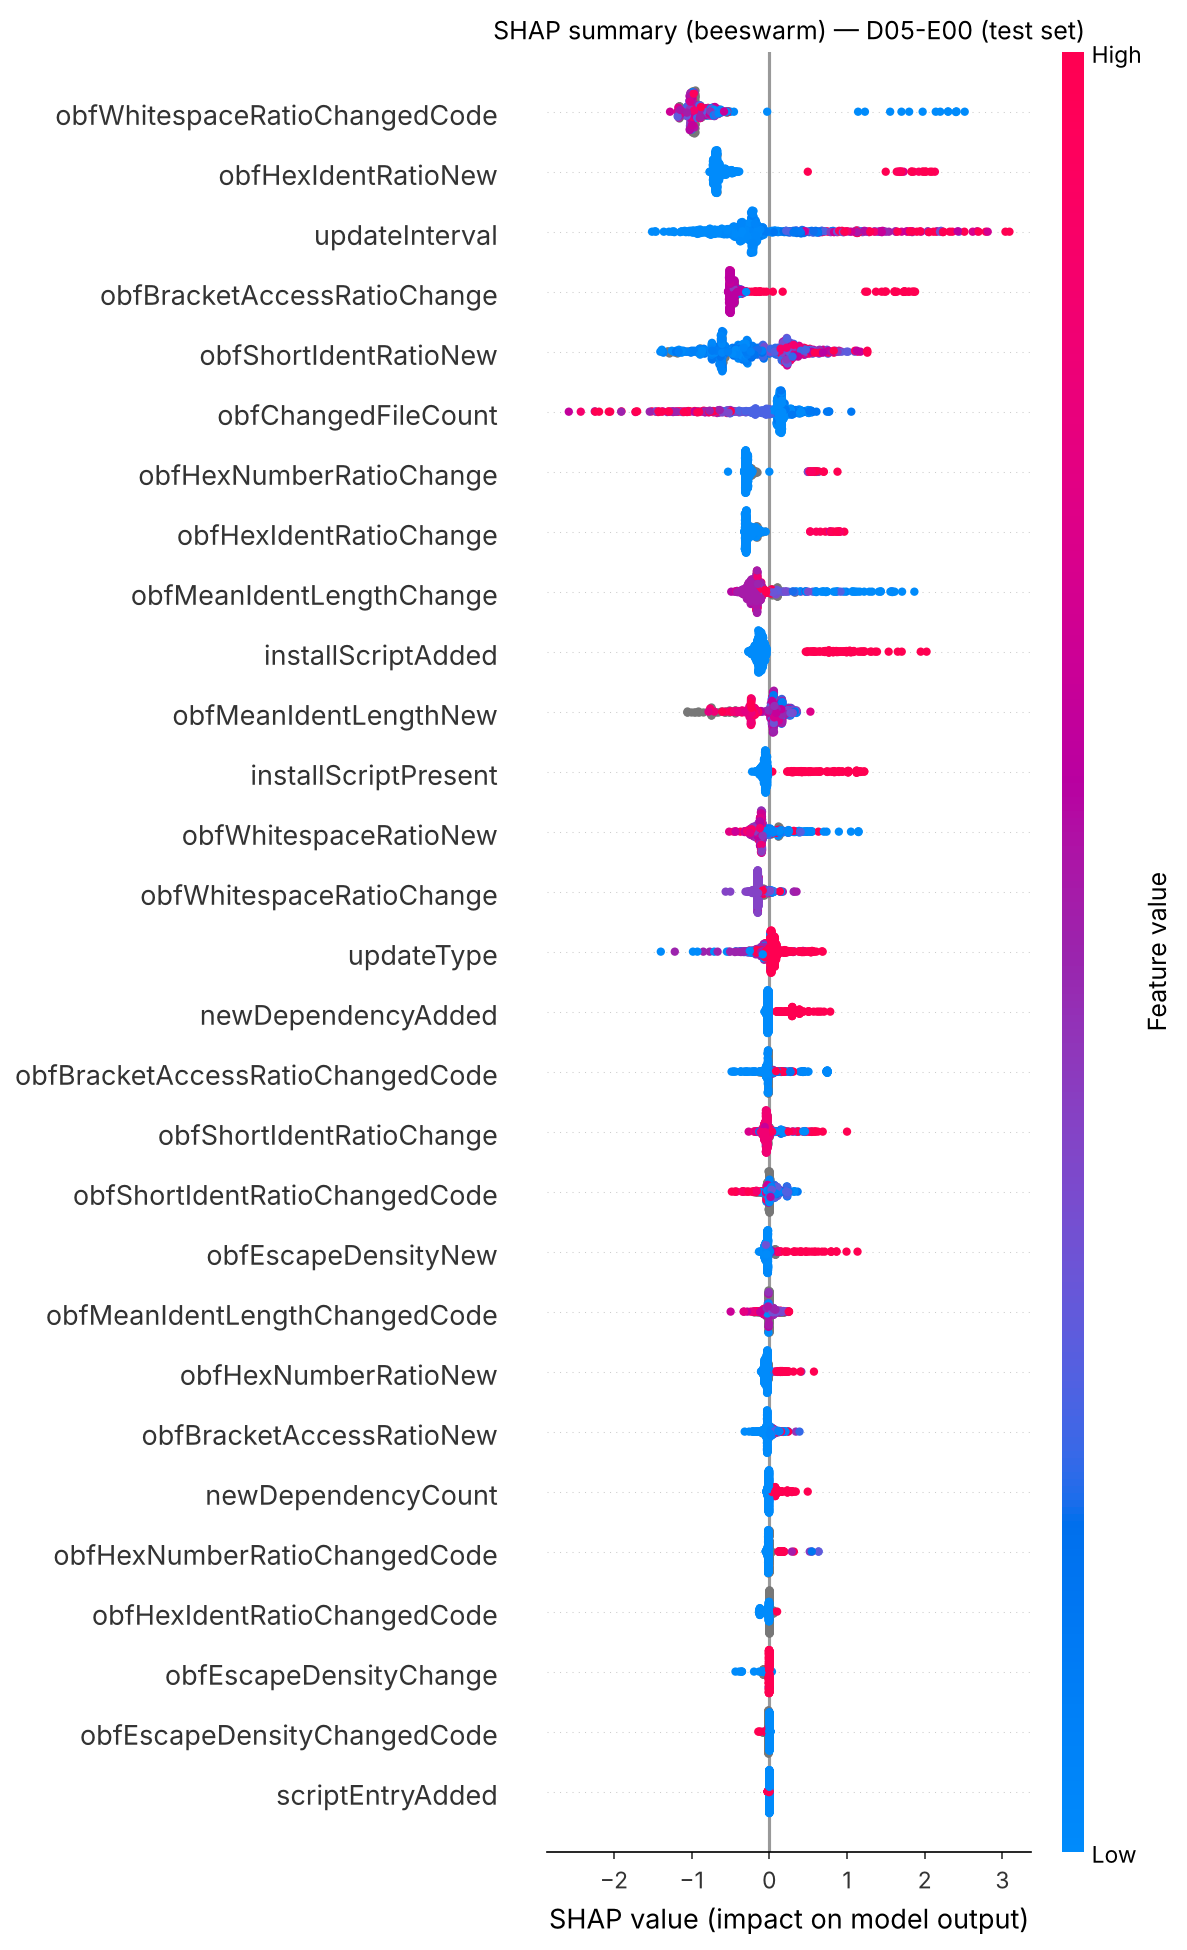 SHAP summary (beeswarm) — D05-E00 (test set)
High
obfWhitespaceRatioChangedCode
obfHexIdentRatioNew
updateInterval
obfBracketAccessRatioChange
obfShortIdentRatioNew
obfChangedFileCount
obfHexNumberRatioChange
obfHexIdentRatioChange
obfMeanIdentLengthChange
installScriptAdded
obfMeanIdentLengthNew
installScriptPresent
obfWhitespaceRatioNew
obfWhitespaceRatioChange
updateType
newDependencyAdded
obfBracketAccessRatioChangedCode
obfShortIdentRatioChange
obfShortIdentRatioChangedCode
obfEscapeDensityNew
obfMeanIdentLengthChangedCode
obfHexNumberRatioNew
obfBracketAccessRatioNew
newDependencyCount
obfHexNumberRatioChangedCode
obfHexIdentRatioChangedCode
obfEscapeDensityChange
obfEscapeDensityChangedCode
scriptEntryAdded
Feature value
Low
−2 −1 0 1 2 3
SHAP value (impact on model output)